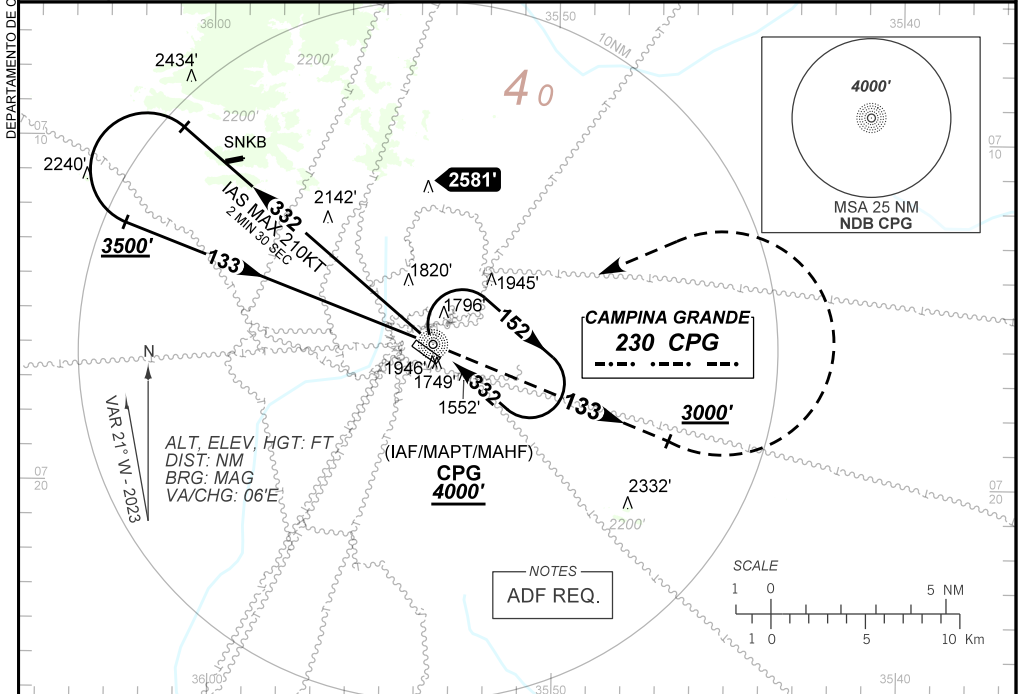 DEPARTAMENTO DE
36:00
35:50
35:40
10NM
2434'
2200'
4 0
4000'
2200'
07
10
SNKB
07
10
2240'
2581'
2142'
MSA 25 NM
NDB CPG
332
IAS MAX 210KT
2 MIN 30 SEC
3500'
133
1820'
1945'
1796'
152
CAMPINA GRANDE
230 CPG
N
1946'
1749'
332
1552'
133
3000'
VAR 21° W - 2023
ALT, ELEV, HGT: FT
DIST: NM
BRG: MAG
VA/CHG: 06'E
(IAF/MAPT/MAHF)
CPG
4000'
07
20
07
20
2332'
2200'
NOTES
ADF REQ.
SCALE
1 0 5 NM
1 0 5 10 Km
36:00
35:50
35:40